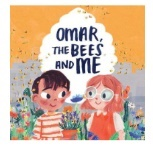 OMAR,
THE BEES
AND ME